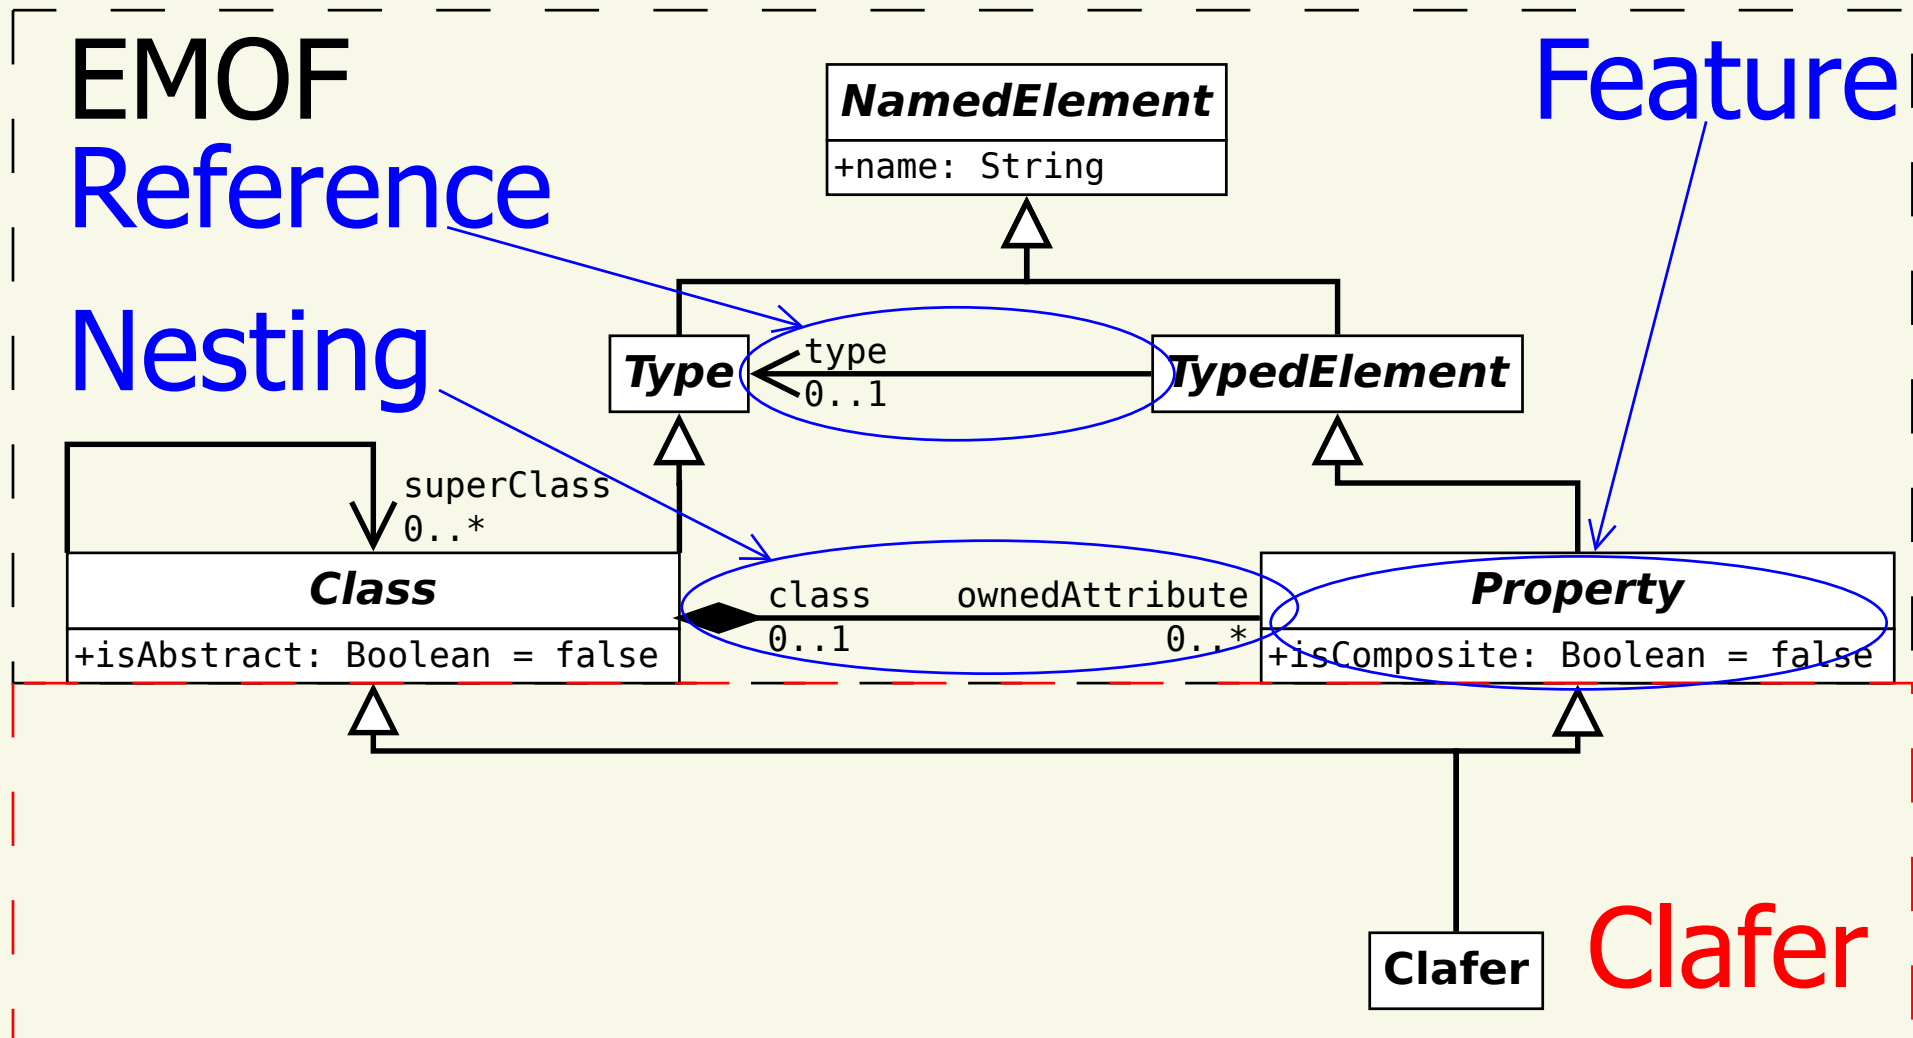 EMOF
Feature
NamedElement
+name: String
Reference
Nesting
Type
type
0..1
TypedElement
superClass
0..*
Class
+isAbstract: Boolean = false
class
0..1
ownedAttribute
0..*
Property
+isComposite: Boolean = false
Clafer
Clafer